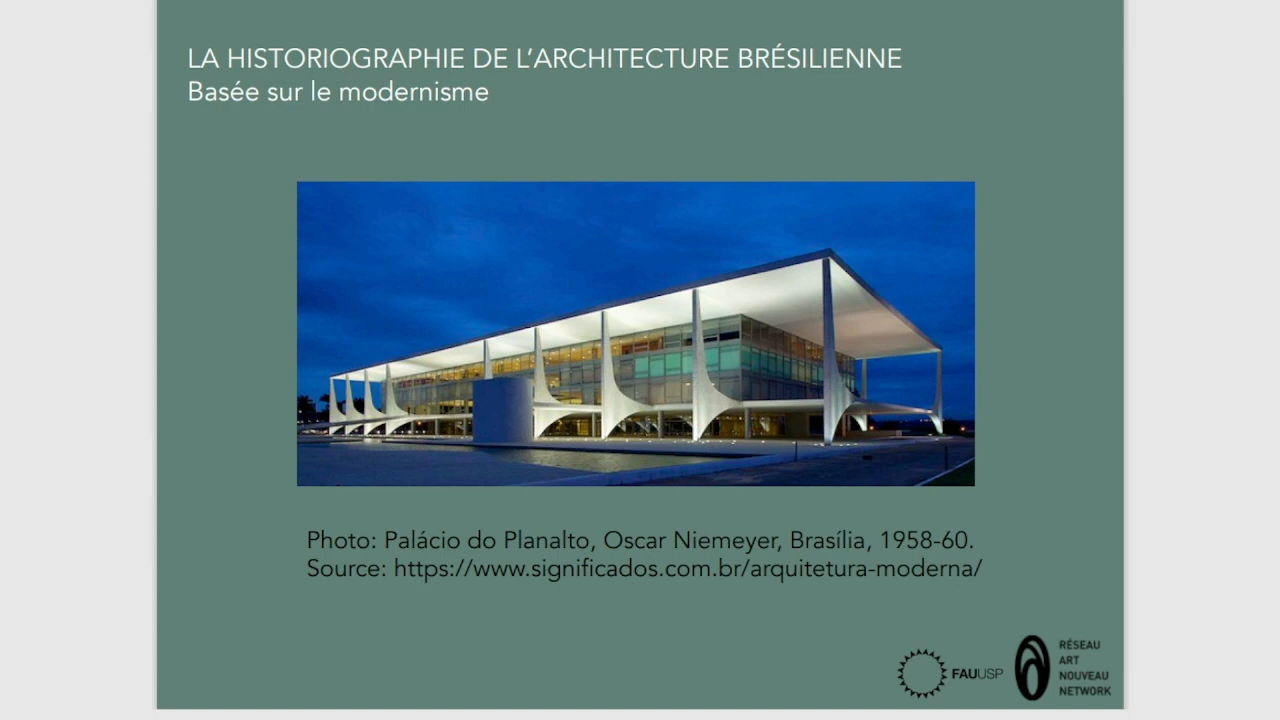 LA HISTORIOGRAPHIE DE L’ARCHITECTURE BRÉSILIENNE
Basée sur le modernisme
Photo: Palácio do Planalto, Oscar Niemeyer, Brasília, 1958-60.
Source: https://www.significados.com.br/arquitetura-moderna/
FAUUSP
RÉSEAU
ART
NOUVEAU
NETWORK